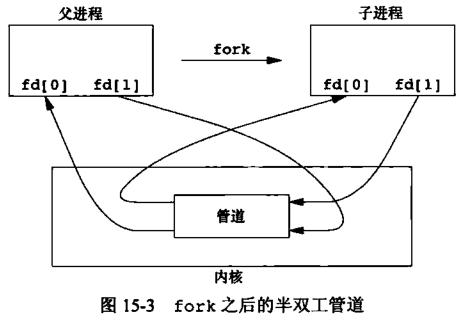 父进程
子进程
fork
fd[0] fd[1]
fd[0] fd[1]
管道
内核
图 15-3 fork 之后的半双工管道